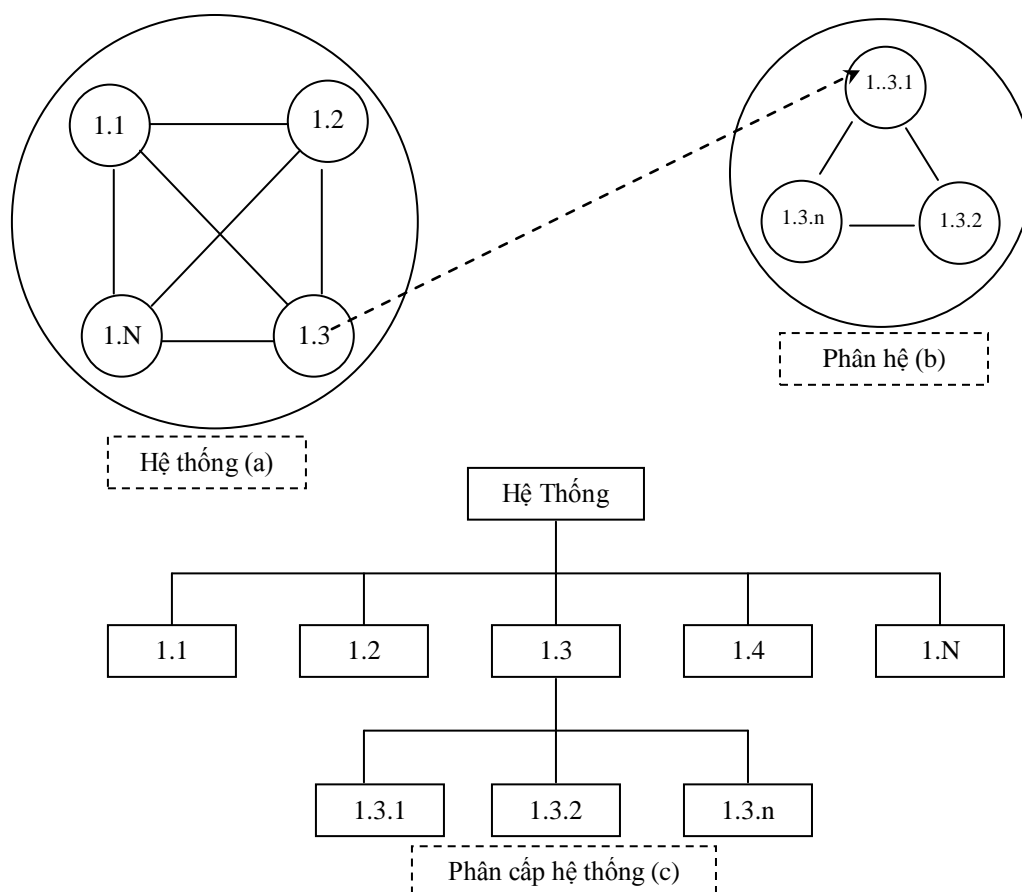 1.1
1.2
1.N
1.3
Hệ thống (a)
1..3.1
1.3.n
1.3.2
Phân hệ (b)
Hệ Thống
1.1
1.2
1.3
1.4
1.N
1.3.1
1.3.2
1.3.n
Phân cấp hệ thống (c)